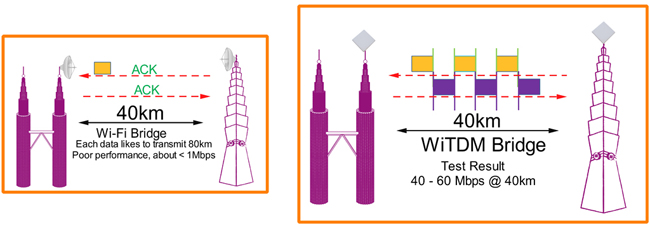 ACK
ACK
40km
Wi-Fi Bridge
Each data likes to transmit 80km
Poor performance, about < 1Mbps
40km
WiTDM Bridge
Test Result
40 - 60 Mbps @ 40km